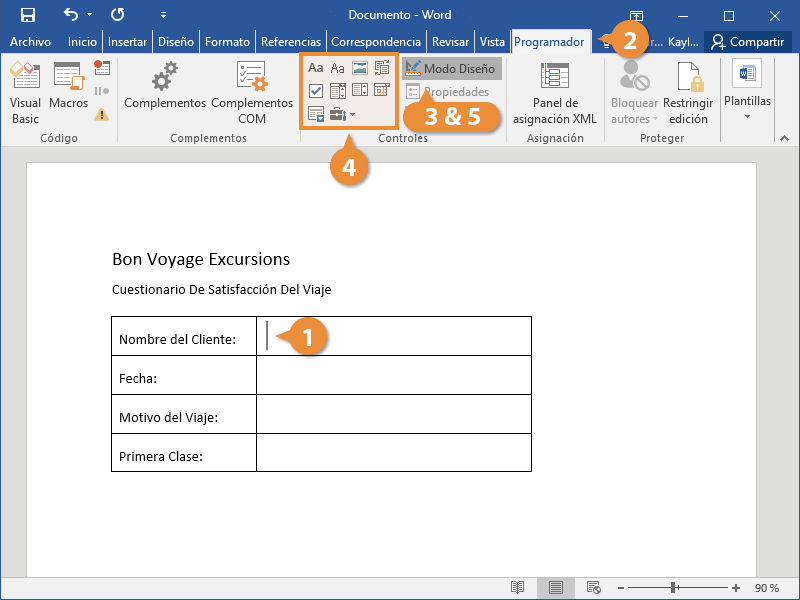 Documento - Word
Archivo Inicio Insertar Diseño Formato Referencias Correspondencia Revisar Vista Programador 2 r... Kayl... Compartir
Aa Aa Modo Diseño
Propiedades
Visual Basic
Macros
Complementos
Complementos COM
3 & 5
Panel de asignación XML
Bloquear autores
Restringir edición
Plantillas
Código Complementos Controles Asignación Proteger
4
Bon Voyage Excursions
Cuestionario De Satisfacción Del Viaje
Nombre del Cliente: 1
Fecha:
Motivo del Viaje:
Primera Clase:
90 %